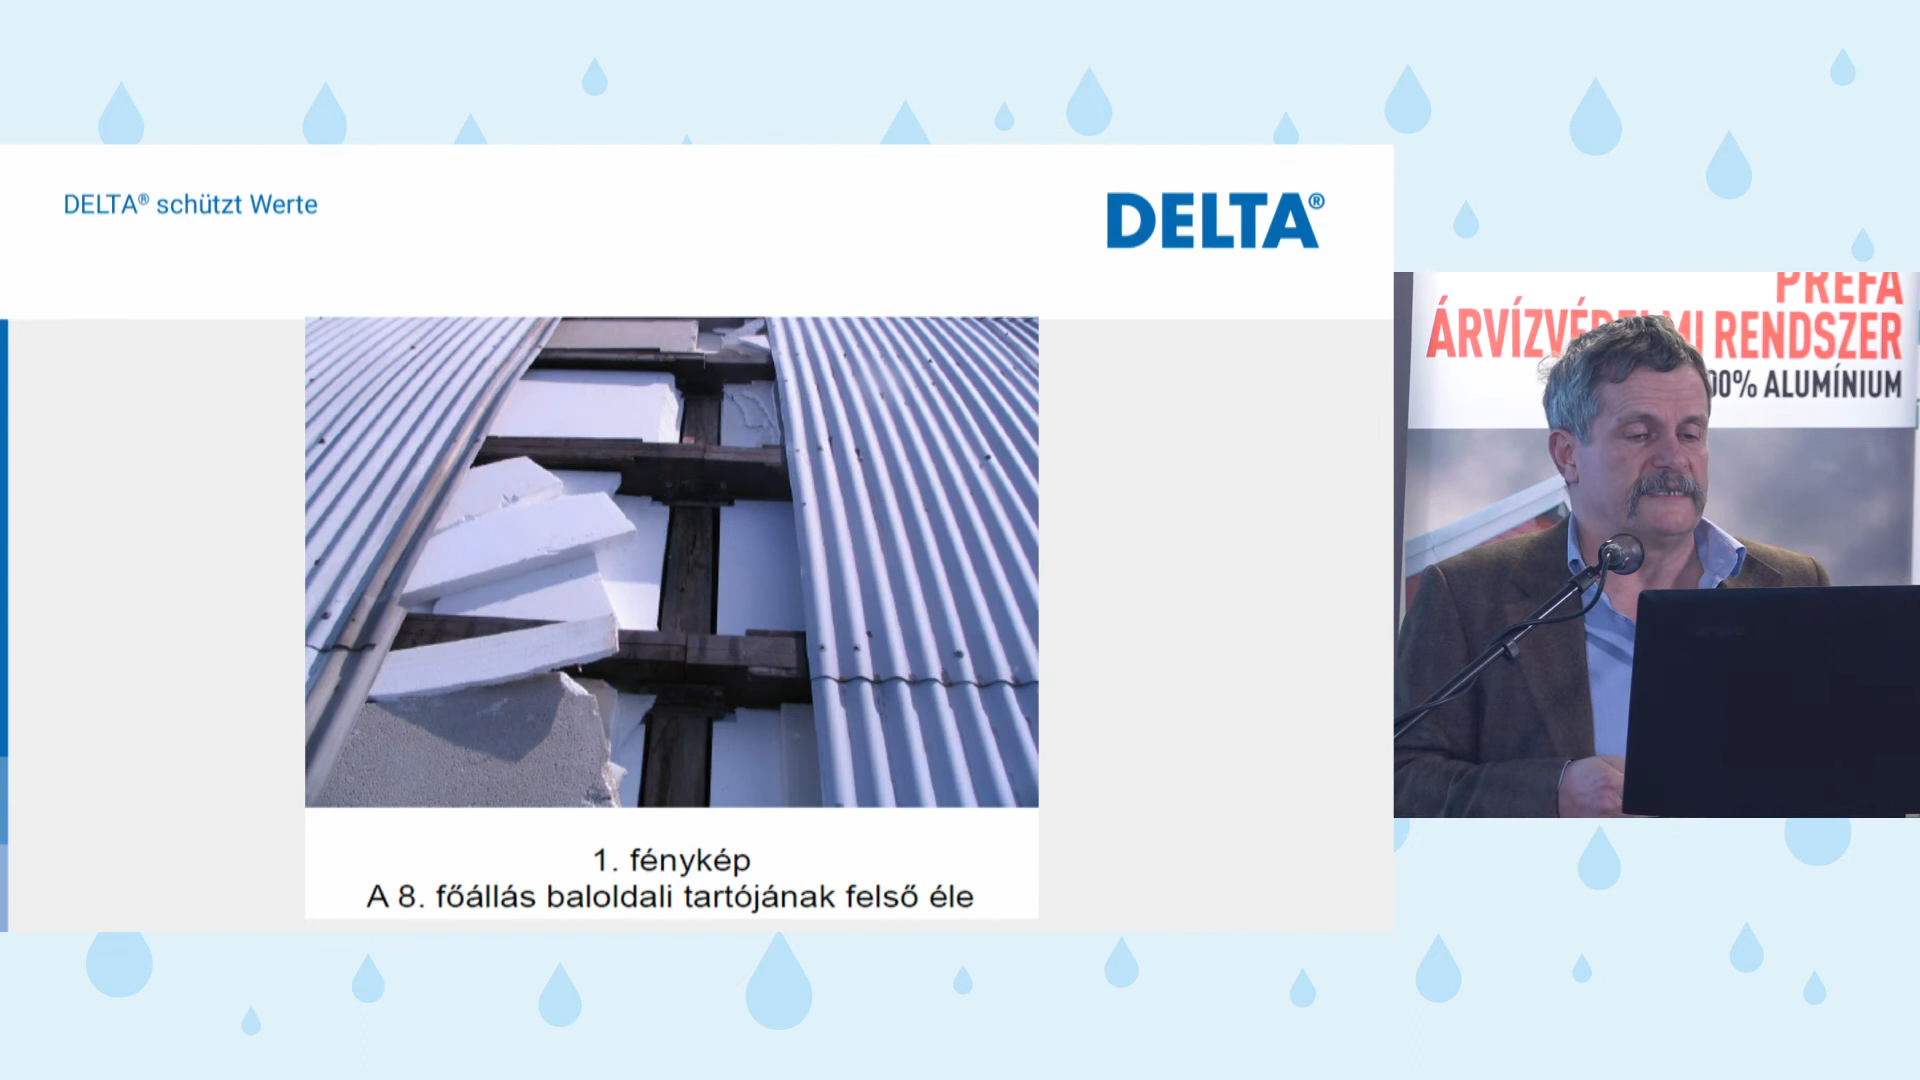 DELTA® schützt Werte
DELTA®
1. fénykép
A 8. főállás baloldali tartójának felső éle
PREFA
ÁRVÍZVÉDELMI RENDSZER
00% ALUMÍNIUM